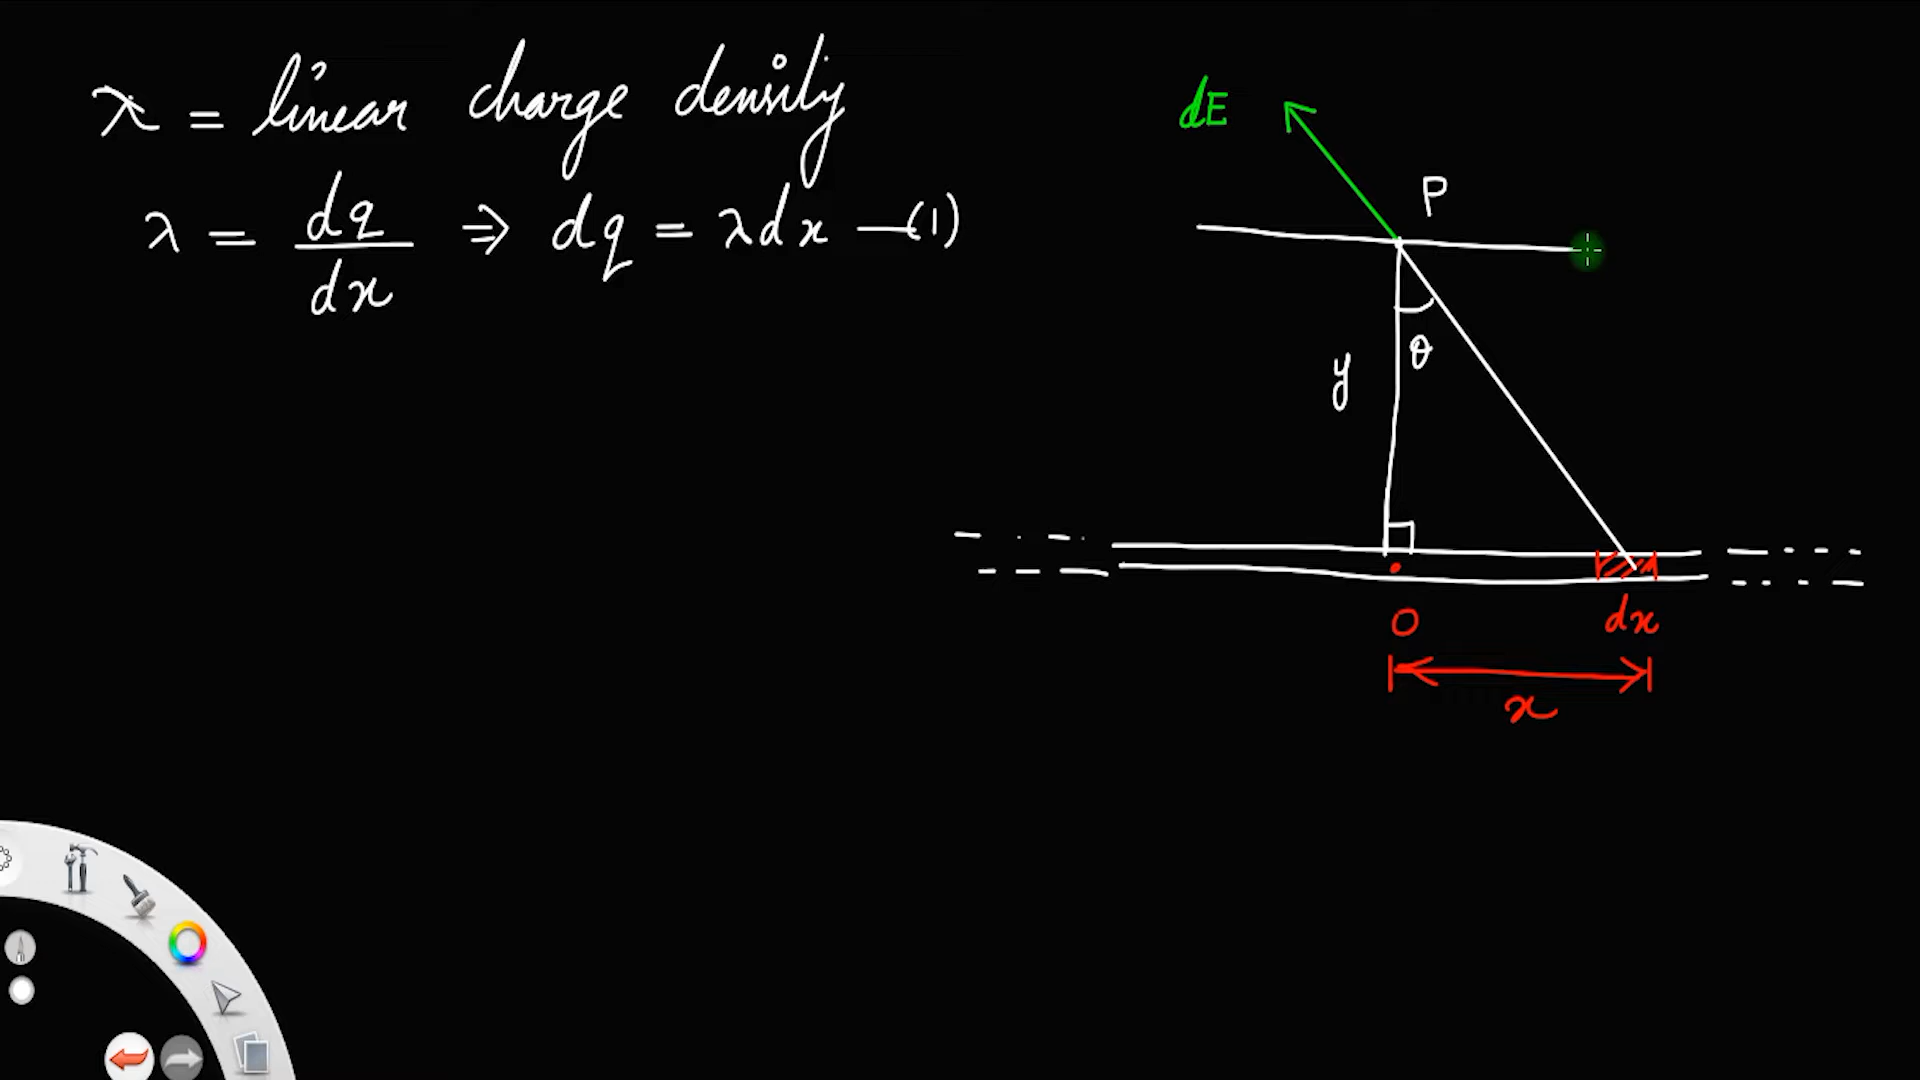 λ = linear charge density
λ = dq/dx ⇒ dq = λdx —(1)
dE
P
θ
y
O
dx
x